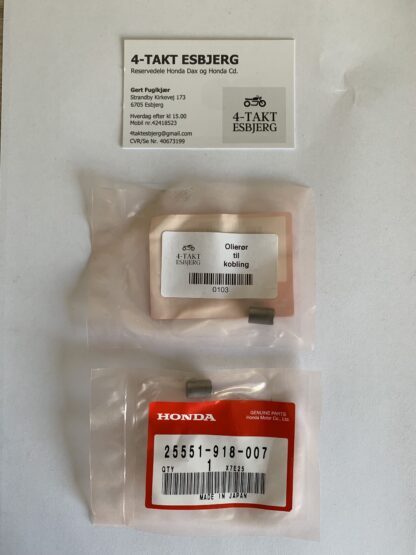 4-TAKT ESBJERG
Reservedele Honda Dax og Honda Cd.
Gert Fuglkjær
Strandby Kirkevej 173
6705 Esbjerg
Hverdag efter kl 15.00
Mobil nr.42418523
4taktesbjerg@gmail.com
CVR/Se Nr. 40673199
4-TAKT
ESBJERG
4-TAKT
ESBJERG
Olierør
til
kobling
0103
HONDA
GENUINE PARTS
Honda Motor Co., Ltd.
25551-918-007
QTY 1 X7E25
MADE IN JAPAN